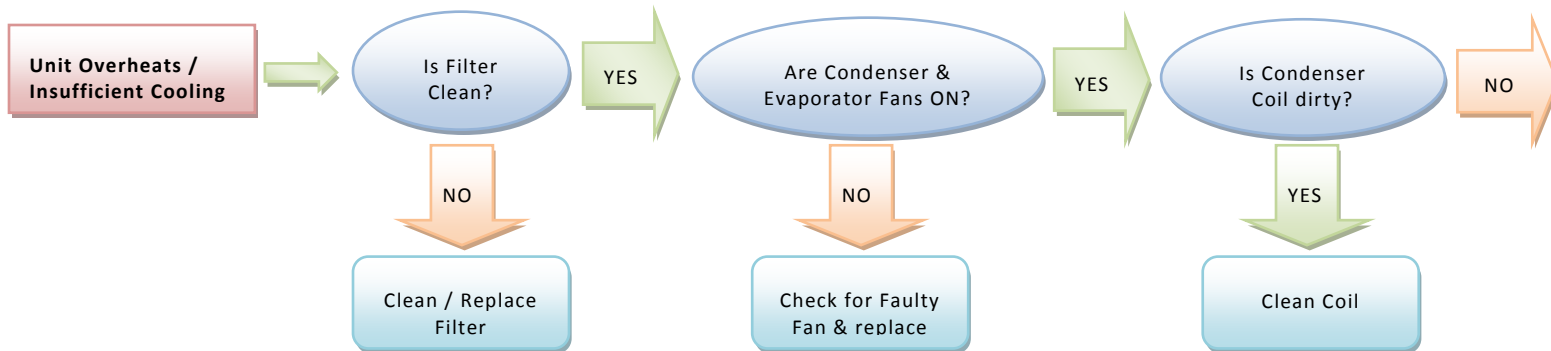 Unit Overheats /
Insufficient Cooling
Is Filter
Clean?
YES
Are Condenser &
Evaporator Fans ON?
YES
Is Condenser
Coil dirty?
NO
NO
NO
YES
Clean / Replace
Filter
Check for Faulty
Fan & replace
Clean Coil